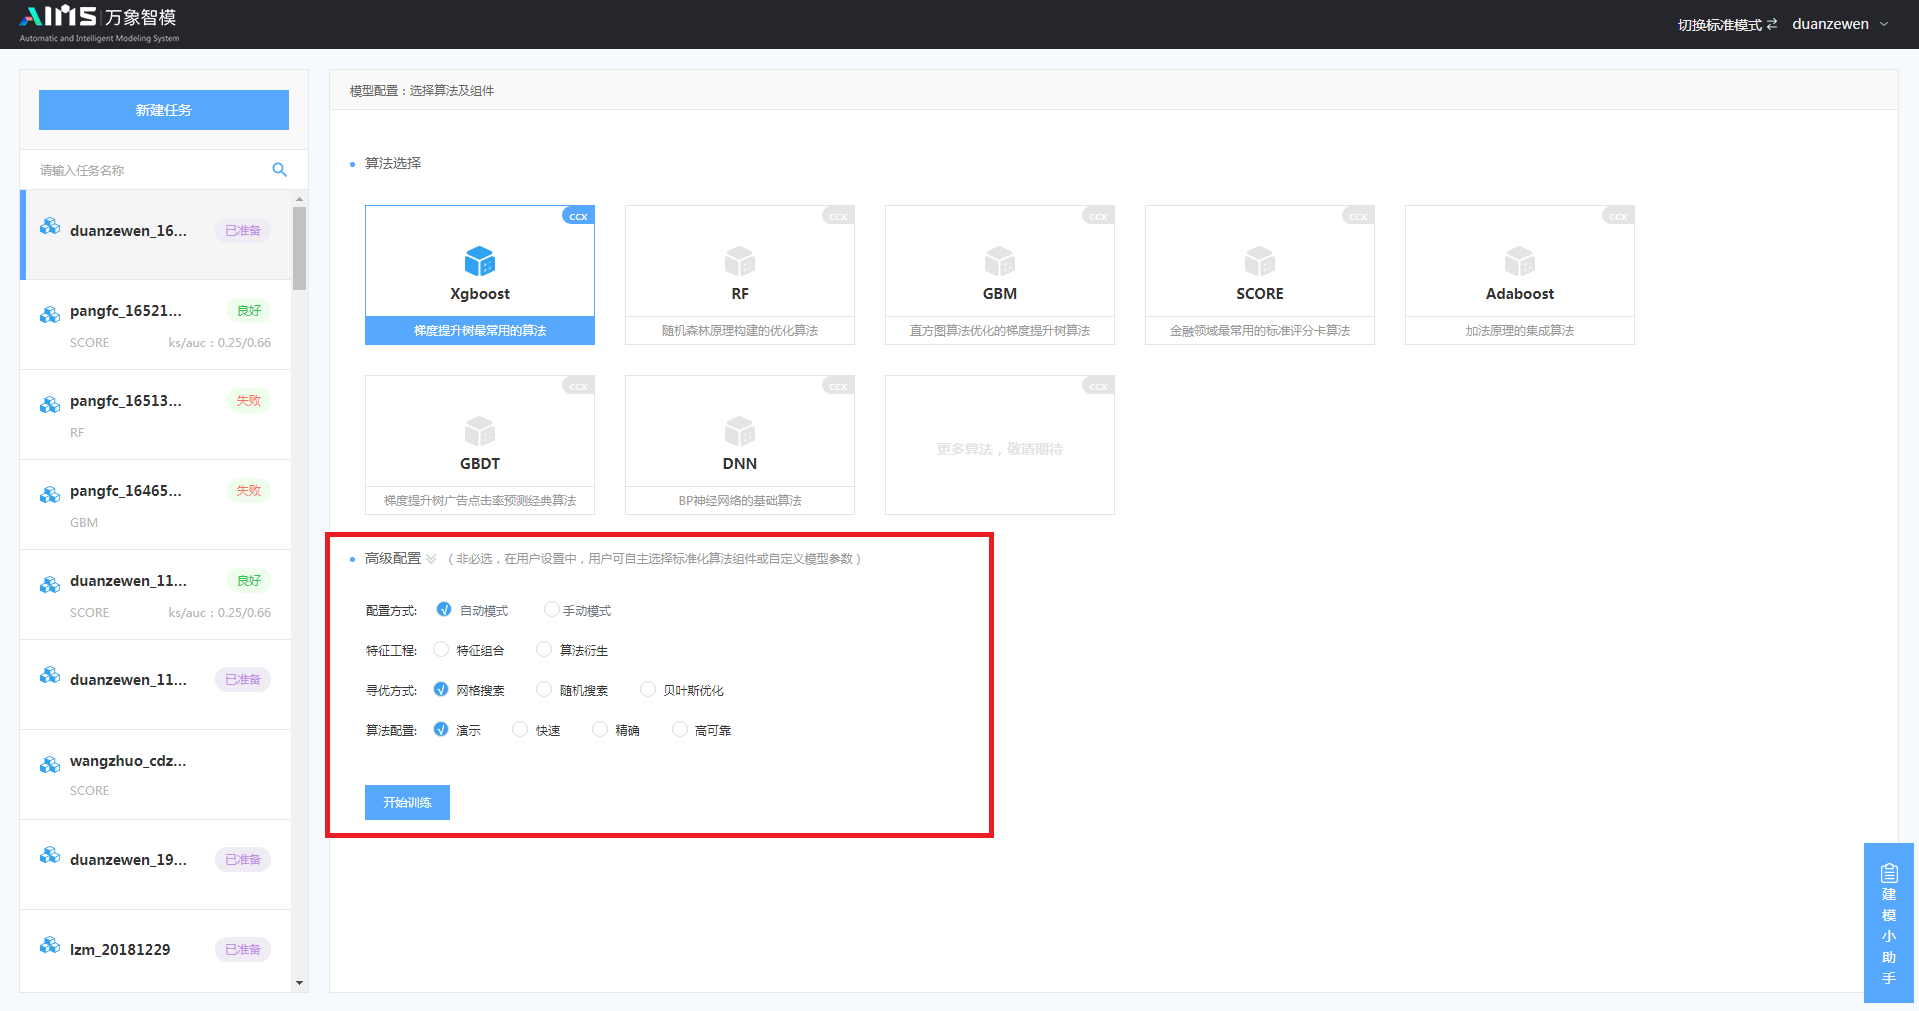 AIMS 万象智模
Automatic and Intelligent Modeling System
切换标准模式 duanzewen
新建任务
请输入任务名称
duanzewen_16... 已准备
pangfc_16521... 良好
SCORE ks/auc : 0.25/0.66
pangfc_16513... 失败
RF
pangfc_16465... 失败
GBM
duanzewen_11... 良好
SCORE ks/auc : 0.25/0.66
duanzewen_11... 已准备
wangzhuo_cdz...
SCORE
duanzewen_19... 已准备
lzm_20181229 已准备
模型配置：选择算法及组件
算法选择
ccx
Xgboost
梯度提升树最常用的算法
ccx
RF
随机森林原理构建的优化算法
ccx
GBM
直方图算法优化的梯度提升树算法
ccx
SCORE
金融领域最常用的标准评分卡算法
ccx
Adaboost
加法原理的集成算法
ccx
GBDT
梯度提升树广告点击率预测经典算法
ccx
DNN
BP神经网络的基础算法
ccx
更多算法，敬请期待
高级配置 （非必选，在用户设置中，用户可自主选择标准化算法组件或自定义模型参数）
配置方式: 自动模式 手动模式
特征工程: 特征组合 算法衍生
寻优方式: 网格搜索 随机搜索 贝叶斯优化
算法配置: 演示 快速 精确 高可靠
开始训练
建模小助手